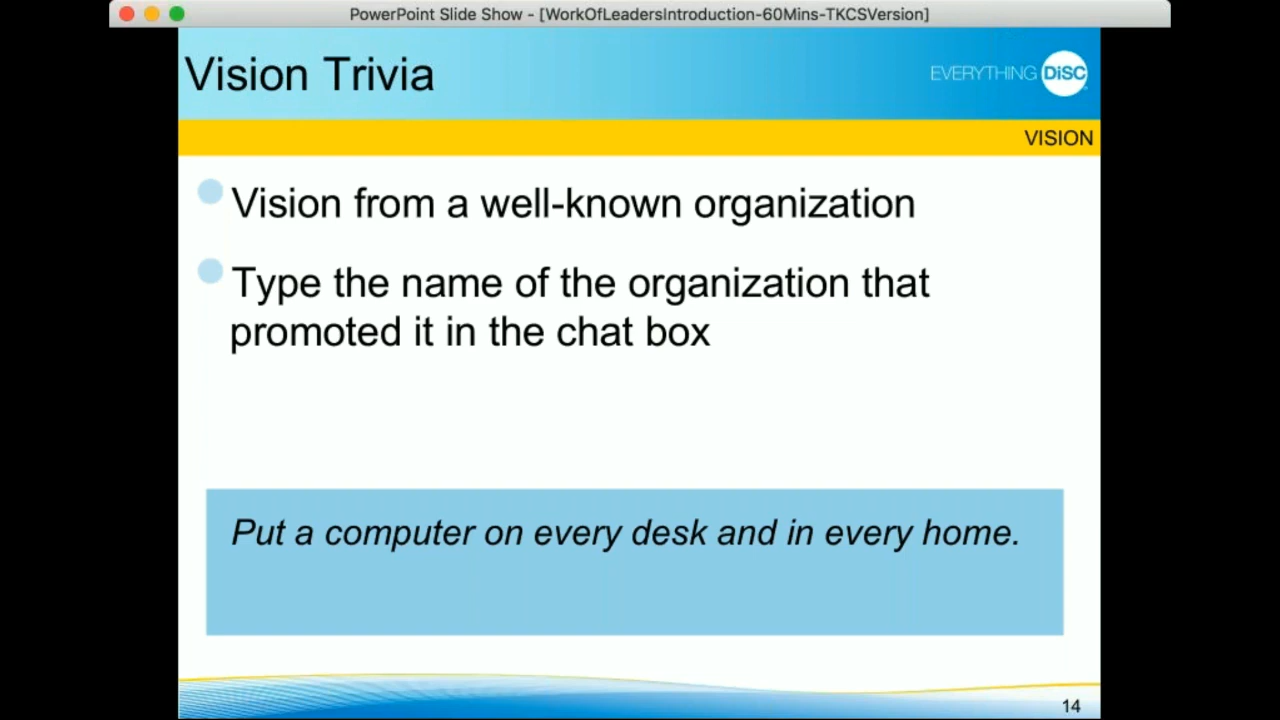 PowerPoint Slide Show - [WorkOfLeadersIntroduction-60Mins-TKCSVersion]
Vision Trivia
EVERYTHING DiSC
VISION
Vision from a well-known organization
Type the name of the organization that
promoted it in the chat box
Put a computer on every desk and in every home.
14